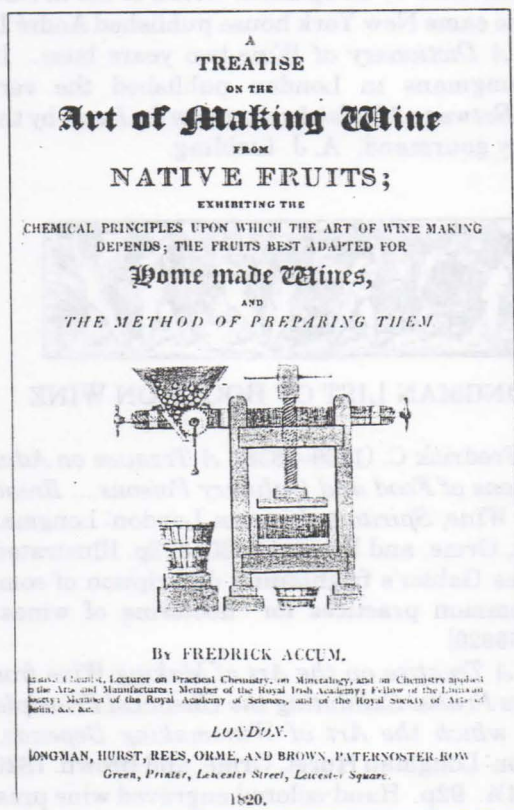 TREATISE
ON THE
Art of Making Wine
FROM
NATIVE FRUITS;
EXHIBITING THE
CHEMICAL PRINCIPLES UPON WHICH THE ART OF WINE MAKING
DEPENDS; THE FRUITS BEST ADAPTED FOR
Home made Wines,
AND
THE METHOD OF PREPARING THEM
BY FREDRICK ACCUM.
Lecturer on Practical Chemistry, on Mineralogy, and on Chemistry applied
the Arts and Manufactures; Member of the Royal Irish Academy; Fellow of the Linnean
Member of the Royal Academy of Sciences, and of the Royal Society of Arts of
&c. &c.
LONDON:
LONGMAN, HURST, REES, ORME, AND BROWN, PATERNOSTER-ROW
Green, Printer, Leicester Street, Leicester Square.
1820.